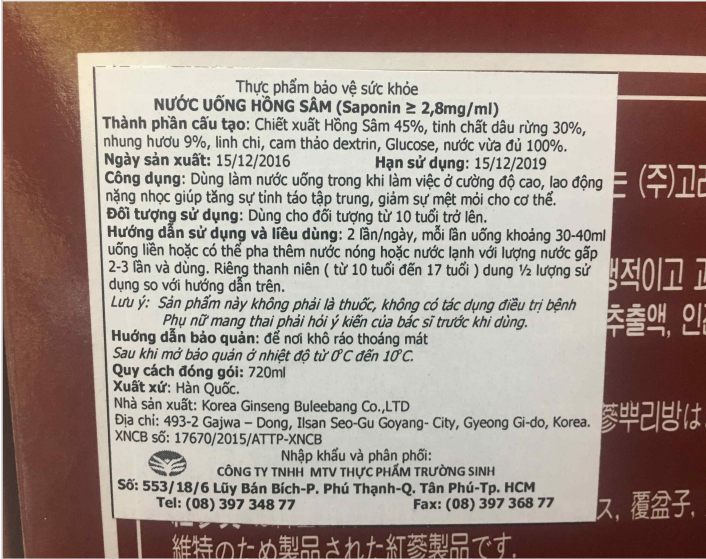 Thực phẩm bảo vệ sức khỏe
NƯỚC UỐNG HỒNG SÂM (Saponin ≥ 2,8mg/ml)
Thành phần cấu tạo: Chiết xuất Hồng Sâm 45%, tinh chất dâu rừng 30%,
nhung hươu 9%, linh chi, cam thảo dextrin, Glucose, nước vừa đủ 100%.
Ngày sản xuất: 15/12/2016 Hạn sử dụng: 15/12/2019
Công dụng: Dùng làm nước uống trong khi làm việc ở cường độ cao, lao động
nặng nhọc giúp tăng sự tỉnh táo tập trung, giảm sự mệt mỏi cho cơ thể.
Đối tượng sử dụng: Dùng cho đối tượng từ 10 tuổi trở lên.
Hướng dẫn sử dụng và liều dùng: 2 lần/ngày, mỗi lần uống khoảng 30-40ml
uống liền hoặc có thể pha thêm nước nóng hoặc nước lạnh với lượng nước gấp
2-3 lần và dùng. Riêng thanh niên ( từ 10 tuổi đến 17 tuổi ) dung ½ lượng sử
dụng so với hướng dẫn trên.
Lưu ý: Sản phẩm này không phải là thuốc, không có tác dụng điều trị bệnh
Phụ nữ mang thai phải hỏi ý kiến của bác sĩ trước khi dùng.
Huớng dẫn bảo quản: để nơi khô ráo thoáng mát
Sau khi mở bảo quản ở nhiệt độ từ 0°C đến 10°C.
Quy cách đóng gói: 720ml
Xuất xứ: Hàn Quốc.
Nhà sản xuất: Korea Ginseng Buleebang Co.,LTD
Địa chỉ: 493-2 Gajwa – Dong, Ilsan Seo-Gu Goyang- City, Gyeong Gi-do, Korea.
XNCB số: 17670/2015/ATTP-XNCB
Nhập khẩu và phân phối:
CÔNG TY TNHH MTV THỰC PHẨM TRƯỜNG SINH
Số: 553/18/6 Lũy Bán Bích-P. Phú Thạnh-Q. Tân Phú-Tp. HCM
Tel: (08) 397 348 77 Fax: (08) 397 368 77
(주)고려
적이고
추출액, 인
蔘뿌리방は
ス, 覆盆子,
維特のため製品された紅蔘製品です.